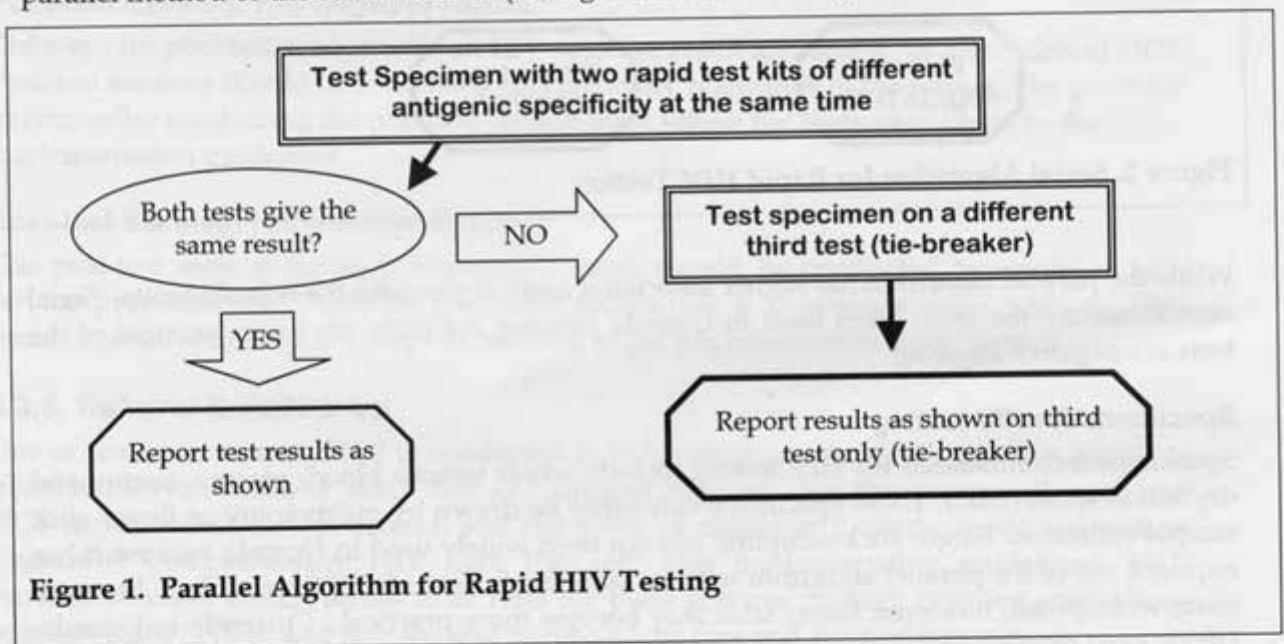 Test Specimen with two rapid test kits of different
antigenic specificity at the same time
Both tests give the
same result?
NO
Test specimen on a different
third test (tie-breaker)
YES
Report test results as
shown
Report results as shown on third
test only (tie-breaker)
Figure 1. Parallel Algorithm for Rapid HIV Testing